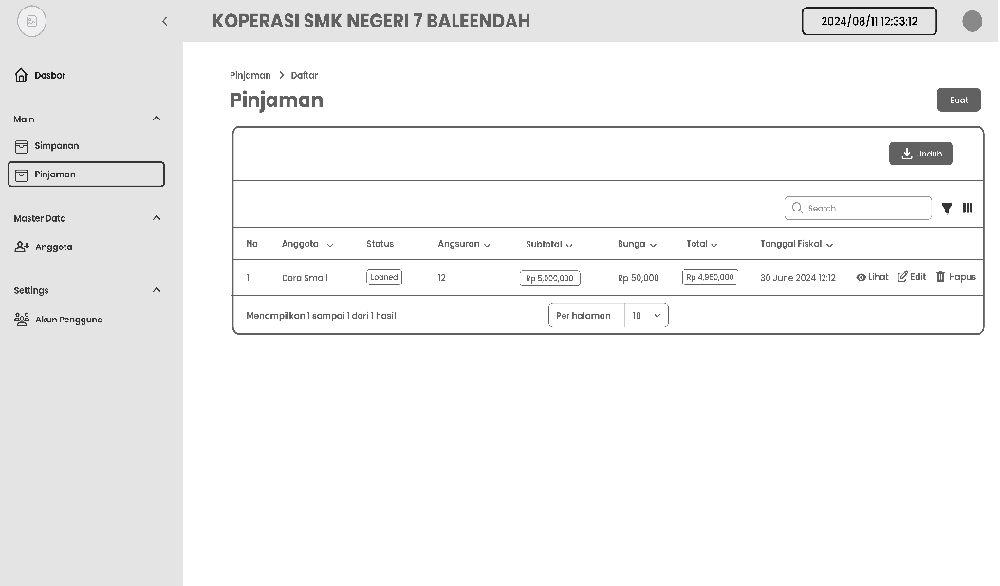 KOPERASI SMK NEGERI 7 BALEENDAH
2024/08/11 12:33:12
Dasbor
Main
Simpanan
Pinjaman
Master Data
Anggota
Settings
Akun Pengguna
Pinjaman > Daftar
Pinjaman
Buat
Unduh
Search
No Anggota Status Angsuran Subtotal Bunga Total Tanggal Fiskal
1 Dora Small Loaned 12 Rp 5,000,000 Rp 50,000 Rp 4,950,000 30 June 2024 12:12 Lihat Edit Hapus
Menampilkan 1 sampai 1 dari 1 hasil Per halaman 10